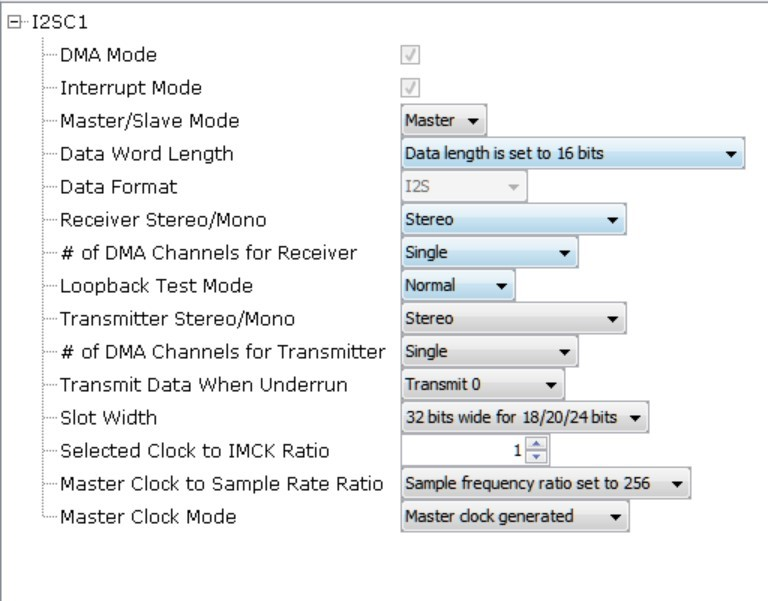 I2SC1
DMA Mode
Interrupt Mode
Master/Slave Mode Master
Data Word Length Data length is set to 16 bits
Data Format I2S
Receiver Stereo/Mono Stereo
# of DMA Channels for Receiver Single
Loopback Test Mode Normal
Transmitter Stereo/Mono Stereo
# of DMA Channels for Transmitter Single
Transmit Data When Underrun Transmit 0
Slot Width 32 bits wide for 18/20/24 bits
Selected Clock to IMCK Ratio 1
Master Clock to Sample Rate Ratio Sample frequency ratio set to 256
Master Clock Mode Master clock generated